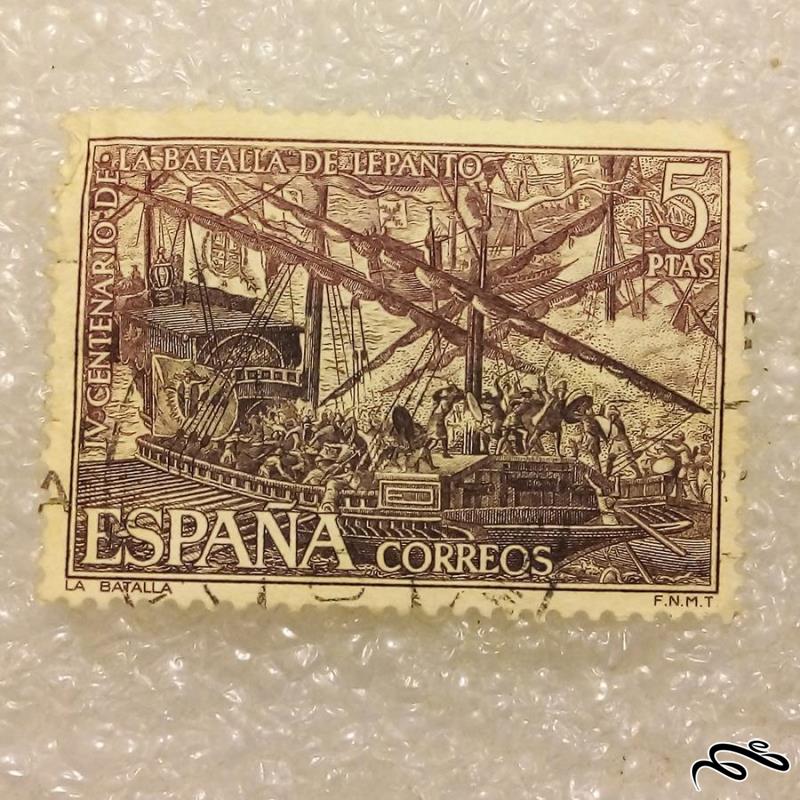 IV CENTENARIO DE
LA BATALLA DE LEPANTO
5
PTAS
ESPAÑA CORREOS
LA BATALLA
F.N.M.T